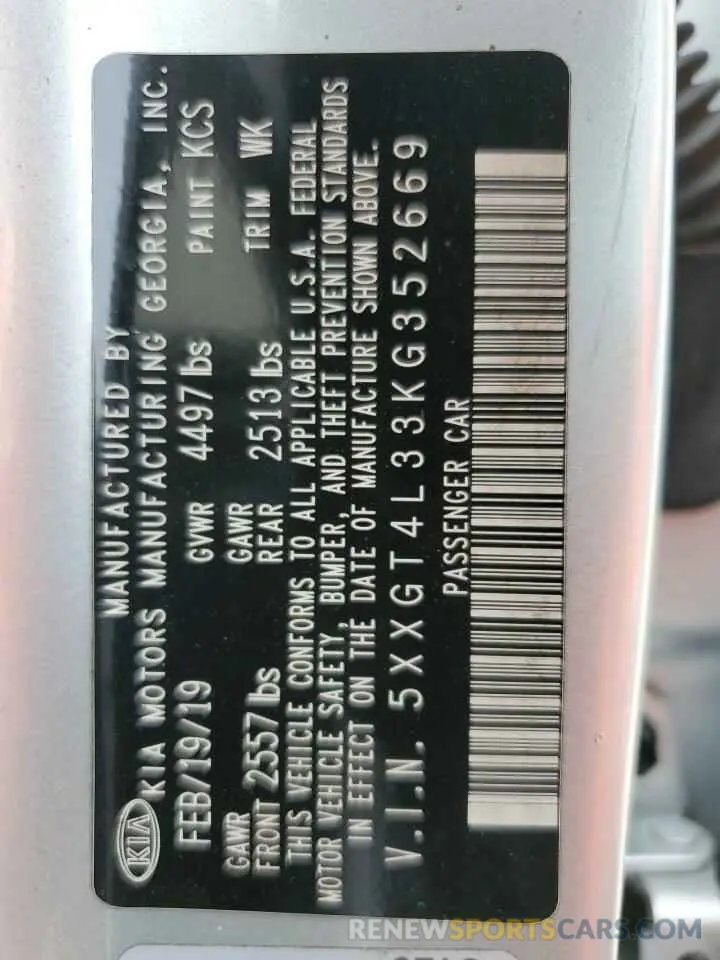 MANUFACTURED BY
KIA KIA MOTORS MANUFACTURING GEORGIA, INC.
FEB/19/19 GVWR 4497 lbs PAINT KCS
GAWR FRONT 2557 lbs GAWR REAR 2513 lbs TRIM WK
THIS VEHICLE CONFORMS TO ALL APPLICABLE U.S.A. FEDERAL
MOTOR VEHICLE SAFETY, BUMPER, AND THEFT PREVENTION STANDARDS
IN EFFECT ON THE DATE OF MANUFACTURE SHOWN ABOVE.
V.I.N. 5XXGT4L33KG352669
PASSENGER CAR
RENEWSPORTSCARS.COM